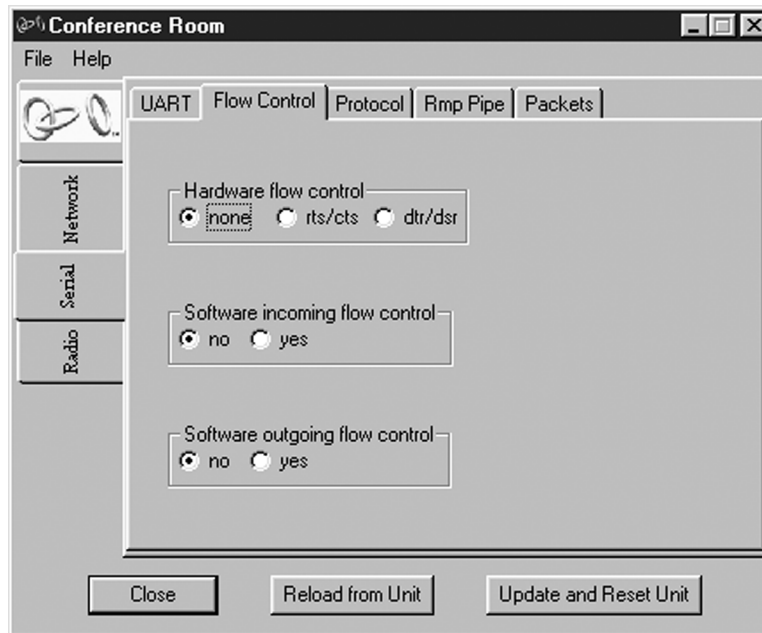 Conference Room
File Help
UART Flow Control Protocol Rmp Pipe Packets
Network
Serial
Radio
Hardware flow control
none rts/cts dtr/dsr
Software incoming flow control
no yes
Software outgoing flow control
no yes
Close Reload from Unit Update and Reset Unit